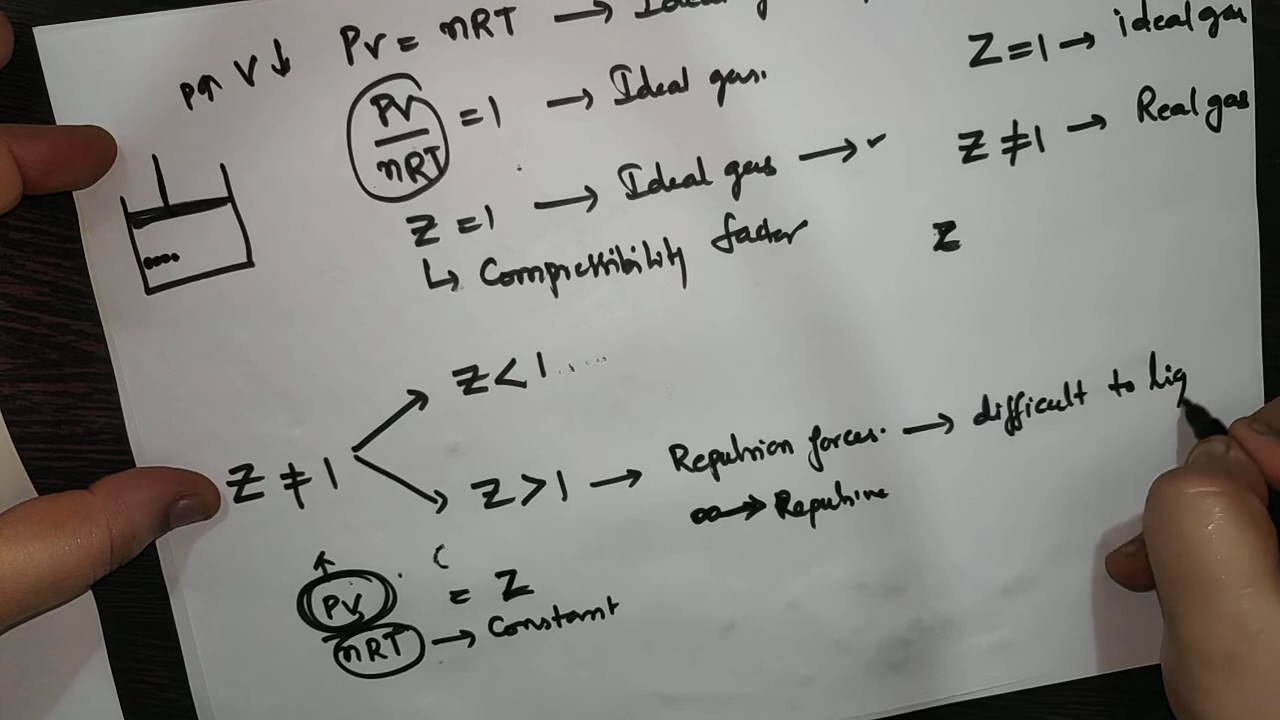 PV = nRT → Ideal g
P↑ V↓
PV/nRT = 1 → Ideal gas.
Z = 1 → Ideal gas → ✓
↳ Compressibility factor
Z = 1 → ideal gas
Z ≠ 1 → Real gas
Z
Z ≠ 1
Z < 1 ....
Z > 1 → Repulsion forces. → difficult to liq
→ Repulsive
↑
PV/nRT = Z
→ Constant